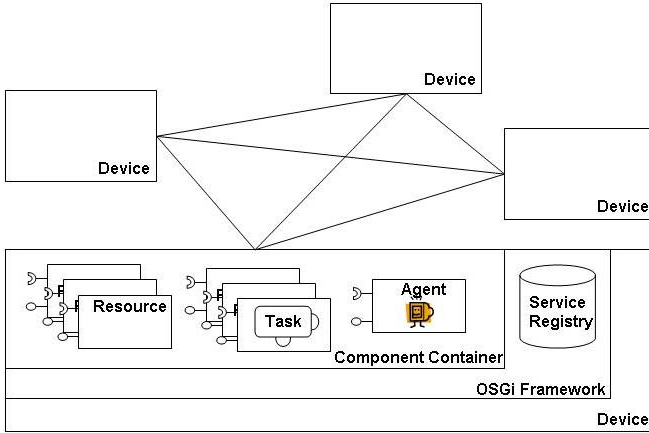 Device
Device
Device
Resource
Task
Agent
Service
Registry
Component Container
OSGi Framework
Device